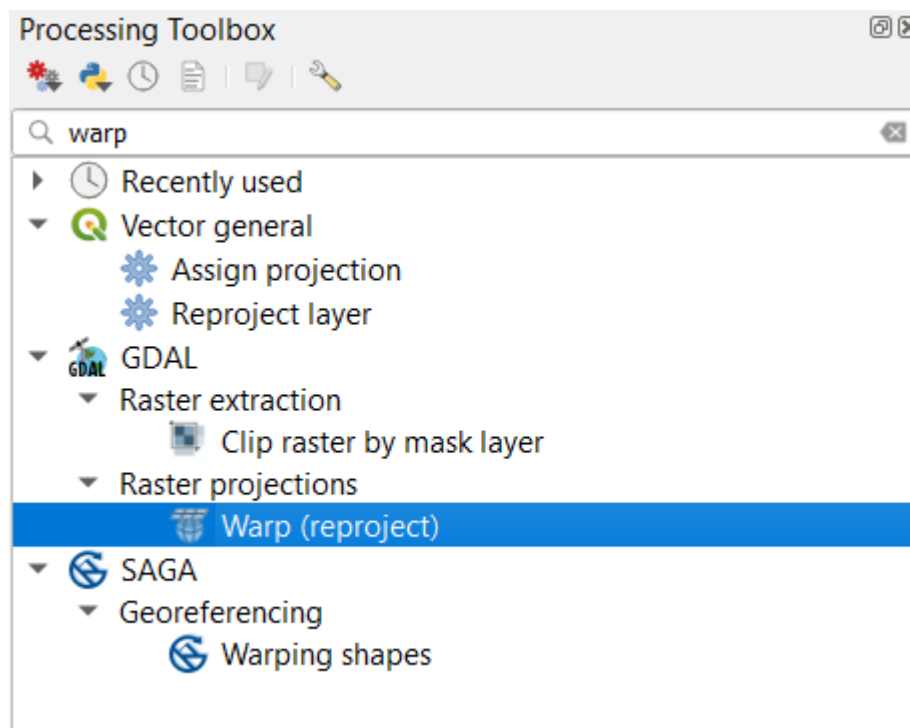 Processing Toolbox
warp
Recently used
Vector general
Assign projection
Reproject layer
GDAL GDAL
Raster extraction
Clip raster by mask layer
Raster projections
Warp (reproject)
SAGA
Georeferencing
Warping shapes